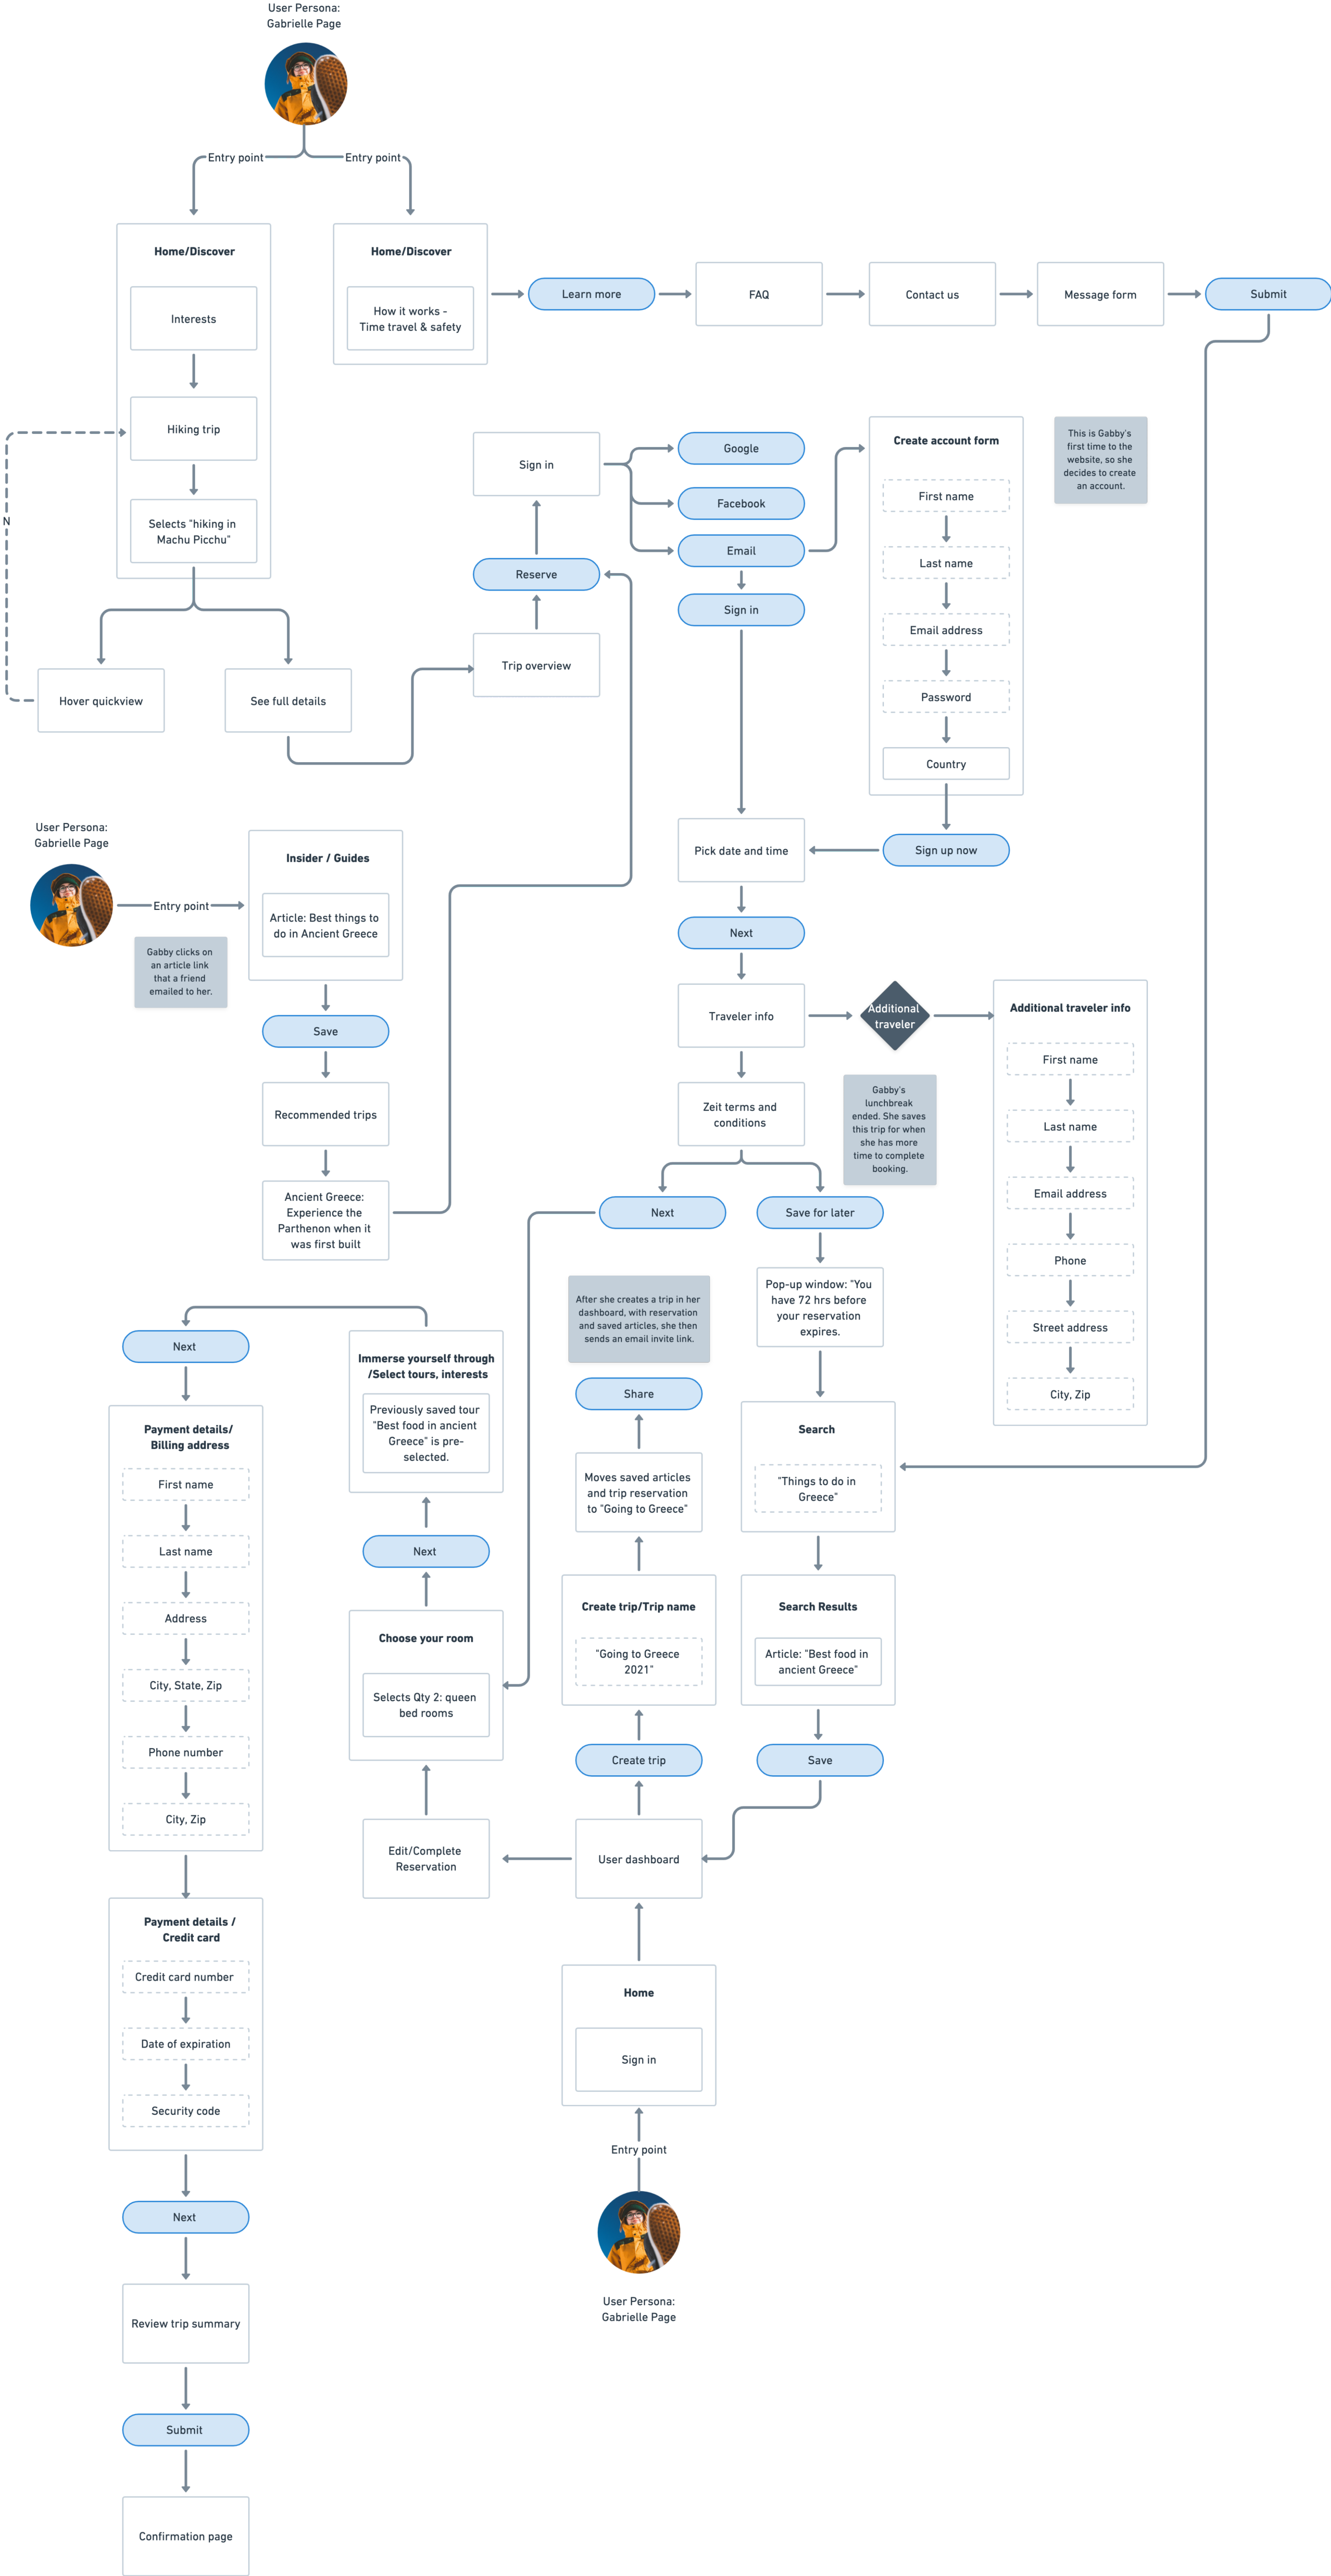 User Persona:
Gabrielle Page
Entry point
Entry point
Home/Discover
Interests
Hiking trip
Selects "hiking in
Machu Picchu"
N
Hover quickview
See full details
Home/Discover
How it works -
Time travel & safety
Learn more
FAQ
Contact us
Message form
Submit
Sign in
Reserve
Trip overview
Google
Facebook
Email
Sign in
Create account form
First name
Last name
Email address
Password
Country
Sign up now
This is Gabby's
first time to the
website, so she
decides to create
an account.
User Persona:
Gabrielle Page
Entry point
Gabby clicks on
an article link
that a friend
emailed to her.
Insider / Guides
Article: Best things to
do in Ancient Greece
Save
Recommended trips
Ancient Greece:
Experience the
Parthenon when it
was first built
Pick date and time
Next
Traveler info
Additional
traveler
Additional traveler info
First name
Last name
Email address
Phone
Street address
City, Zip
Zeit terms and
conditions
Gabby's
lunchbreak
ended. She saves
this trip for when
she has more
time to complete
booking.
Next
Save for later
Pop-up window: "You
have 72 hrs before
your reservation
expires.
Search
"Things to do in
Greece"
Search Results
Article: "Best food in
ancient Greece"
Save
After she creates a trip in her
dashboard, with reservation
and saved articles, she then
sends an email invite link.
Share
Moves saved articles
and trip reservation
to "Going to Greece"
Create trip/Trip name
"Going to Greece
2021"
Create trip
User dashboard
Home
Sign in
Entry point
User Persona:
Gabrielle Page
Edit/Complete
Reservation
Choose your room
Selects Qty 2: queen
bed rooms
Next
Immerse yourself through
/Select tours, interests
Previously saved tour
"Best food in ancient
Greece" is pre-
selected.
Next
Payment details/
Billing address
First name
Last name
Address
City, State, Zip
Phone number
City, Zip
Payment details /
Credit card
Credit card number
Date of expiration
Security code
Next
Review trip summary
Submit
Confirmation page